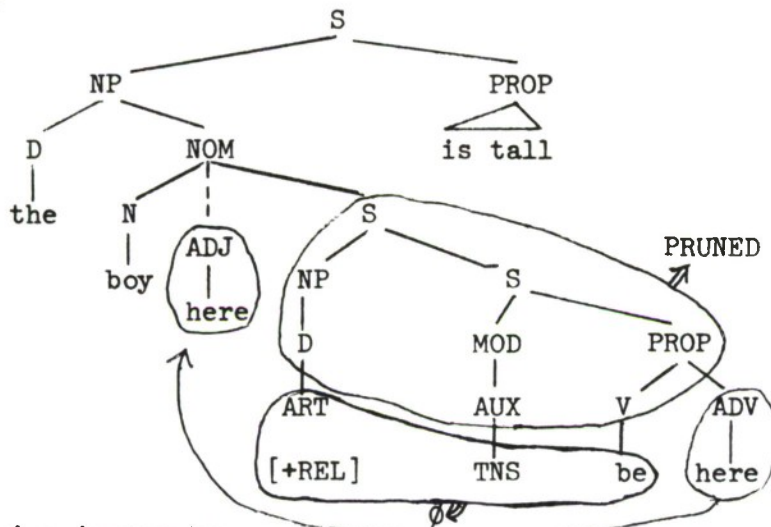 S
NP PROP
D NOM is tall
the N S
ADJ PRUNED
boy NP S
here
D MOD PROP
ART AUX V ADV
[+REL] TNS be here
Ø